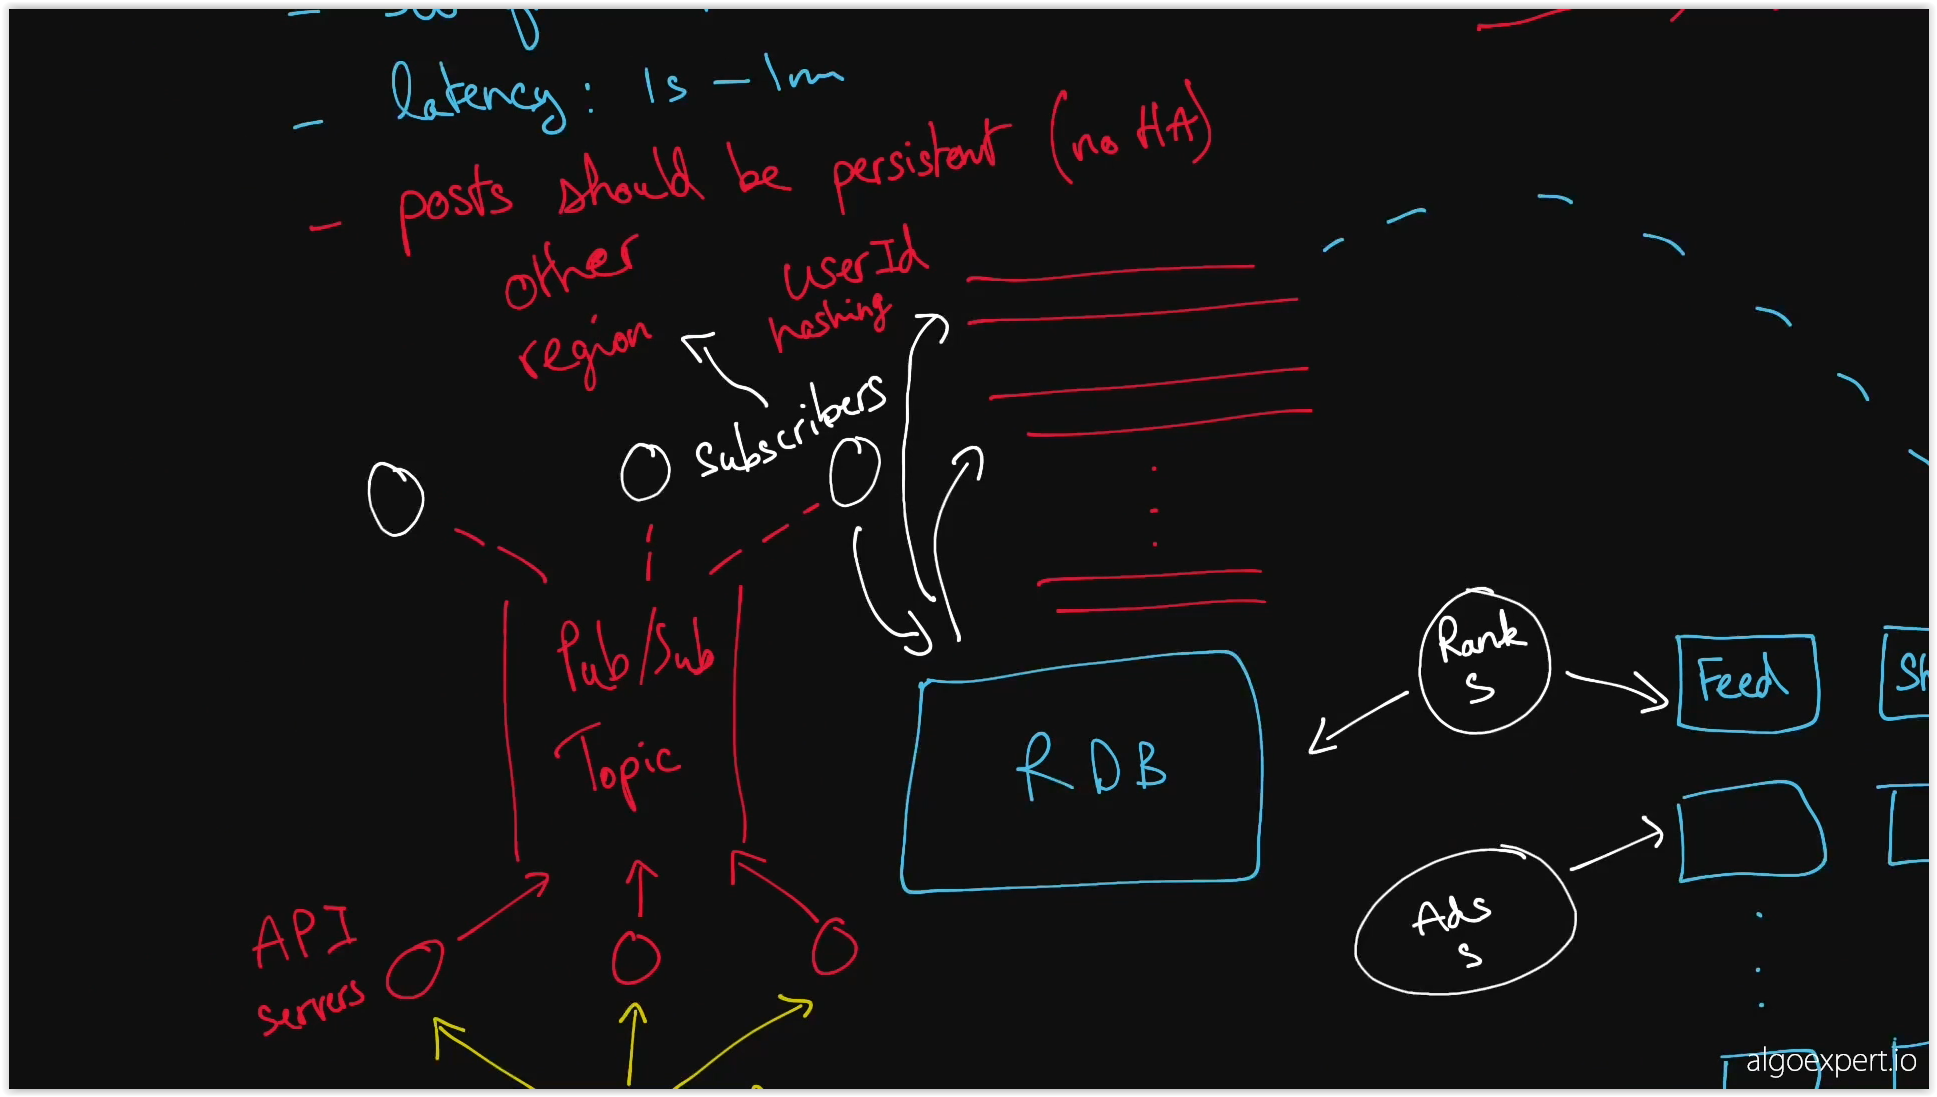 - latency: 1s - 1m
- posts should be persistent (no HA)
other
region
userId
hashing
Subscribers
Pub/Sub
Topic
RDB
Rank
S
Feed
Sh
Ads
S
API
servers
algoexpert.io